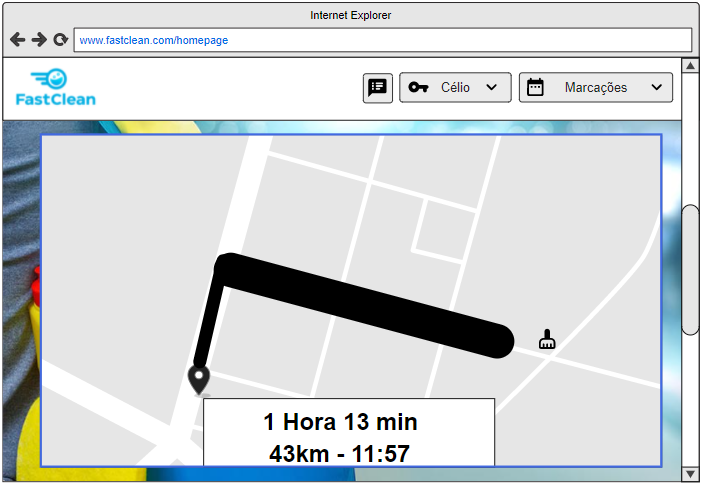 Internet Explorer
www.fastclean.com/homepage
FastClean
Célio
Marcações
1 Hora 13 min
43km - 11:57